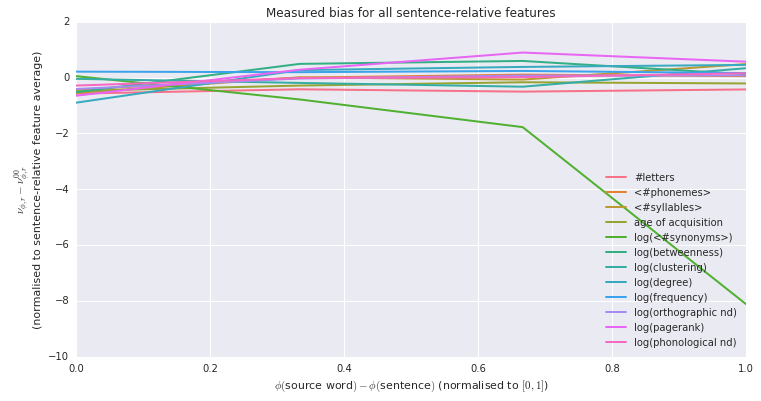 Measured bias for all sentence-relative features
2
0
−2
−4
−6
−8
−10
ν_{ϕ,r} − ν_{ϕ,r}^{00}
(normalised to sentence-relative feature average)
#letters
<#phonemes>
<#syllables>
age of acquisition
log(<#synonyms>)
log(betweenness)
log(clustering)
log(degree)
log(frequency)
log(orthographic nd)
log(pagerank)
log(phonological nd)
0.0 0.2 0.4 0.6 0.8 1.0
ϕ(source word) − ϕ(sentence) (normalised to [0, 1])